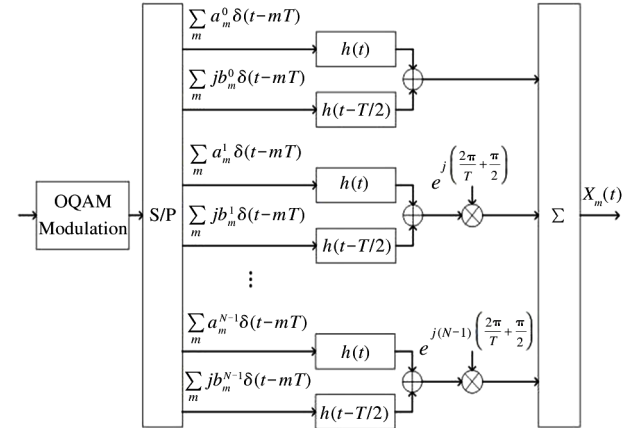 ∑_m a_m^0 δ(t−mT)
h(t)
∑_m jb_m^0 δ(t−mT)
h(t−T/2)
∑_m a_m^1 δ(t−mT)
h(t)
e^{j(2π/T+π/2)}
∑_m jb_m^1 δ(t−mT)
h(t−T/2)
OQAM
Modulation
S/P
∑
X_m(t)
⋮
∑_m a_m^{N−1} δ(t−mT)
h(t)
e^{j(N−1)(2π/T+π/2)}
∑_m jb_m^{N−1} δ(t−mT)
h(t−T/2)